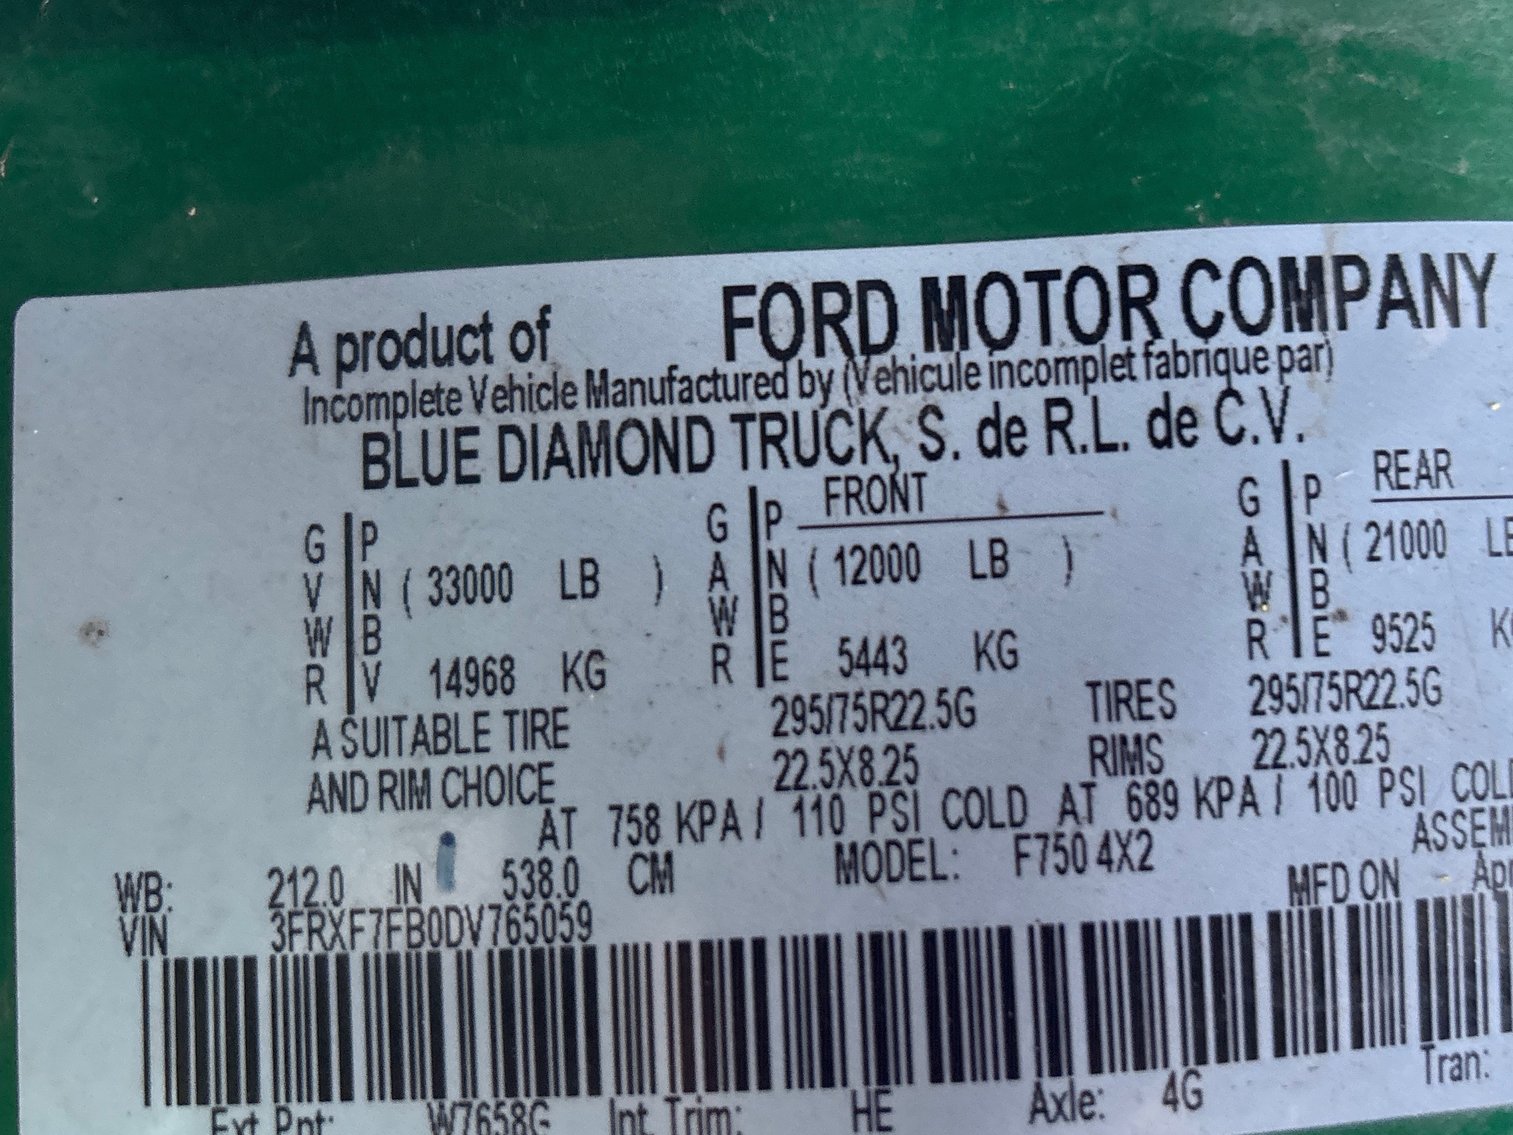 A product of FORD MOTOR COMPANY
Incomplete Vehicle Manufactured by (Vehicule incomplet fabrique par)
BLUE DIAMOND TRUCK, S. de R.L. de C.V.
FRONT REAR
G P G P G P
V N ( 33000 LB ) A N ( 12000 LB ) A N ( 21000
W B W B W B
R V 14968 KG R E 5443 KG R E 9525
A SUITABLE TIRE 295/75R22.5G TIRES 295/75R22.5G
AND RIM CHOICE 22.5X8.25 RIMS 22.5X8.25
AT 758 KPA / 110 PSI COLD AT 689 KPA / 100 PSI
WB: 212.0 IN 538.0 CM MODEL: F750 4X2
VIN 3FRXF7FB0DV765059 MFD ON
Ext Pnt: W7658G Int Trim: HE Axle: 4G Tran: